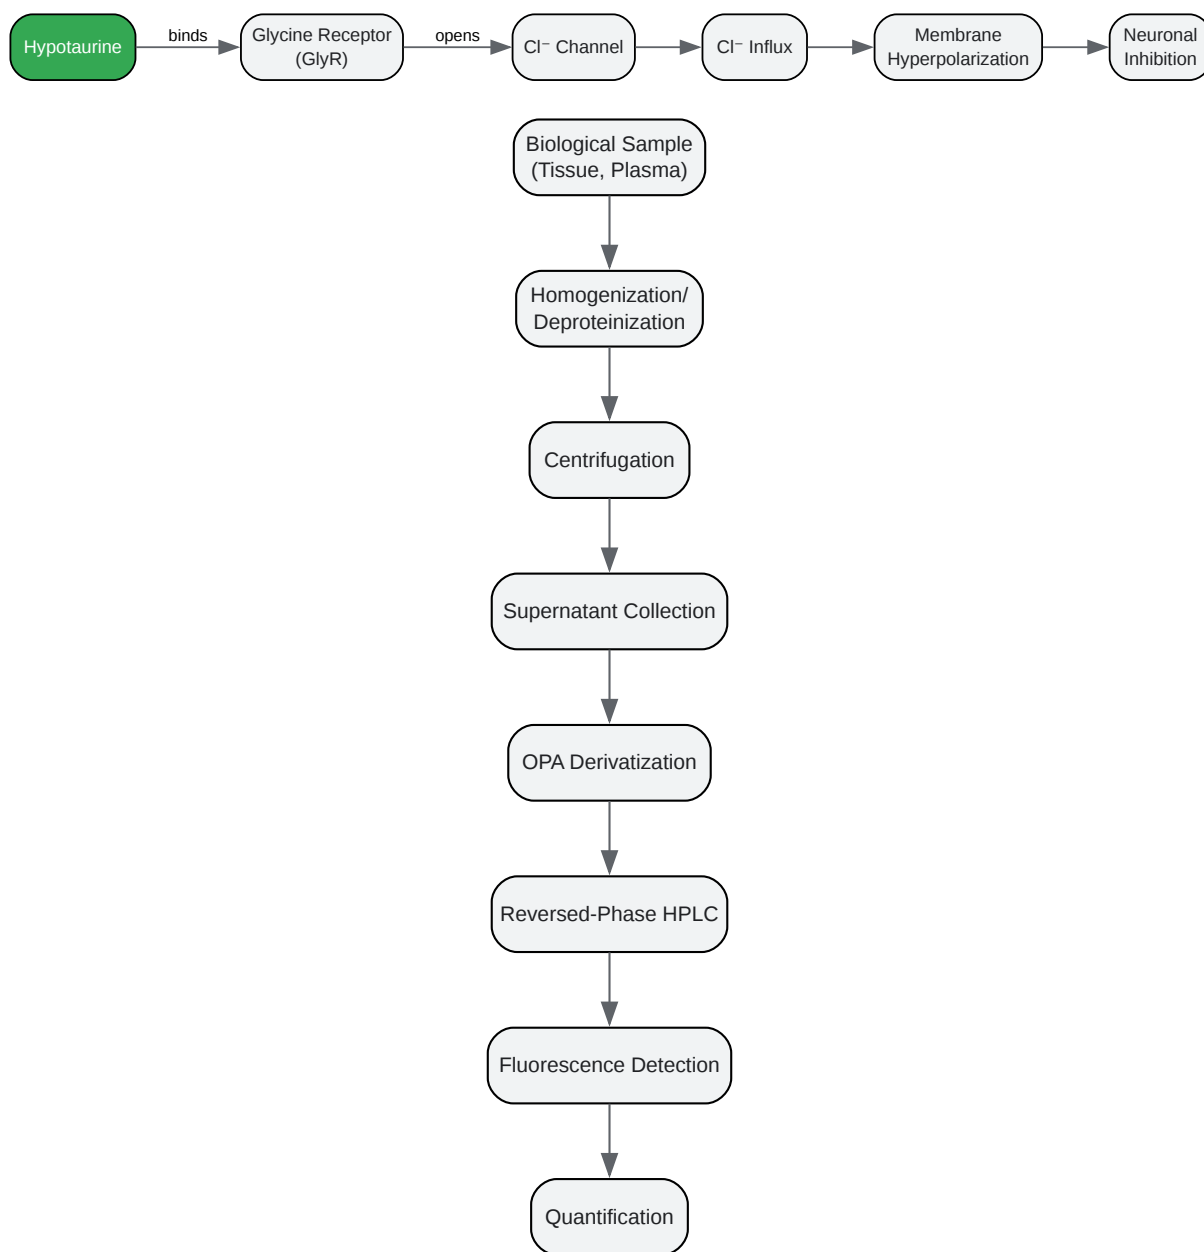 Hypotaurine
binds
Glycine Receptor
(GlyR)
opens
Cl⁻ Channel
Cl⁻ Influx
Membrane
Hyperpolarization
Neuronal
Inhibition
Biological Sample
(Tissue, Plasma)
Homogenization/
Deproteinization
Centrifugation
Supernatant Collection
OPA Derivatization
Reversed-Phase HPLC
Fluorescence Detection
Quantification